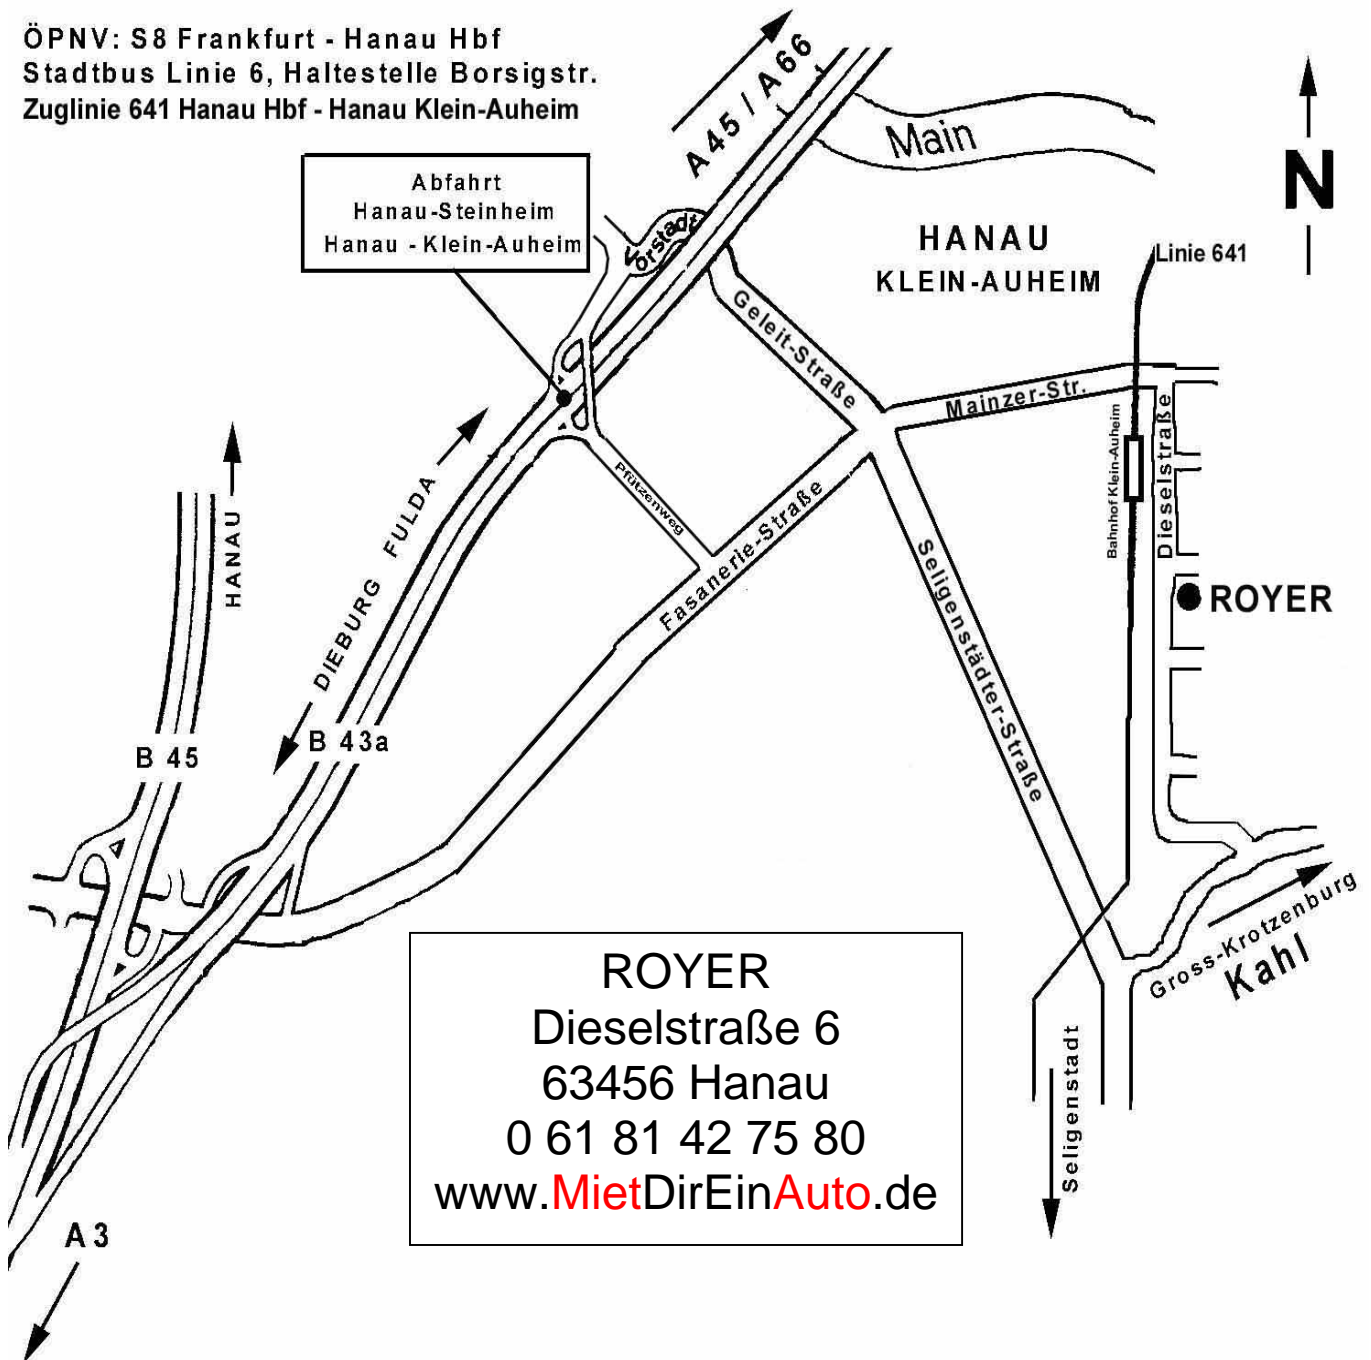 ÖPNV: S8 Frankfurt - Hanau Hbf
Stadtbus Linie 6, Haltestelle Borsigstr.
Zuglinie 641 Hanau Hbf - Hanau Klein-Auheim
A45 / A66
Main
N
Abfahrt
Hanau-Steinheim
Hanau - Klein-Auheim
Vorstadt
HANAU
KLEIN-AUHEIM
Linie 641
Geleit-Straße
Mainzer-Str.
Bahnhof Klein-Auheim
Dieselstraße
HANAU
DIEBURG FULDA
Pfützenweg
Fasanerie-Straße
Seligenstädter-Straße
ROYER
B 45
B 43a
Gross-Krotzenburg
Kahl
ROYER
Dieselstraße 6
63456 Hanau
0 61 81 42 75 80
www.MietDirEinAuto.de
Seligenstadt
A 3